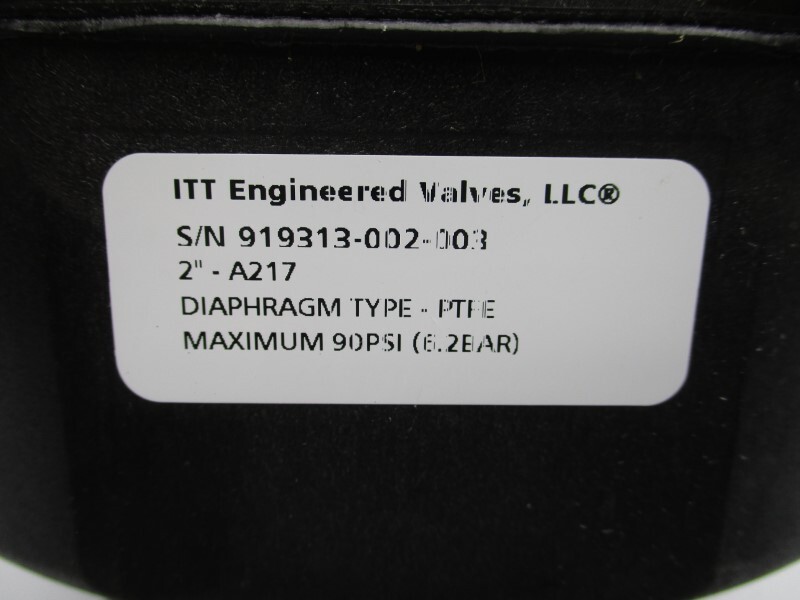 ITT Engineered Valves, LLC®
S/N 919313-002-003
2" - A217
DIAPHRAGM TYPE - PTFE
MAXIMUM 90PSI (6.2BAR)